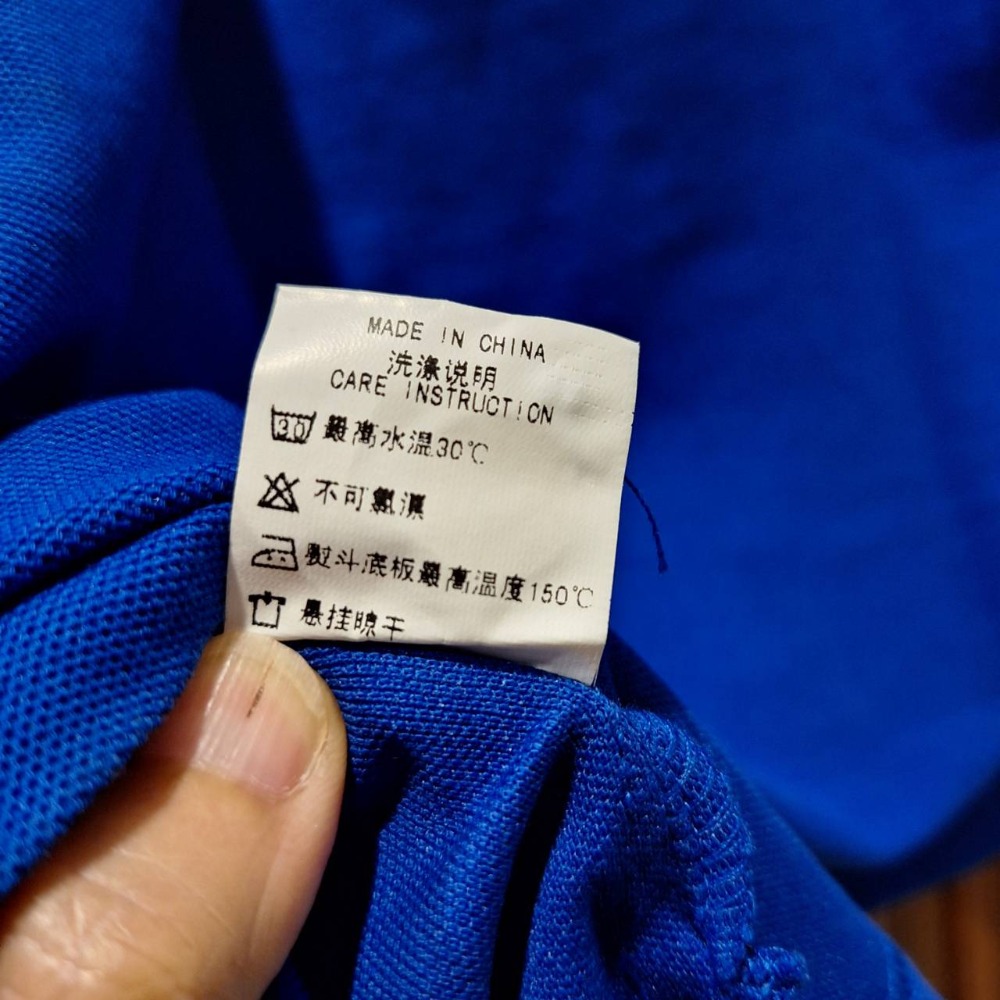 MADE IN CHINA
洗涤说明
CARE INSTRUCTION
30 最高水温30℃
不可氯漂
熨斗底板最高温度150℃
悬挂晾干